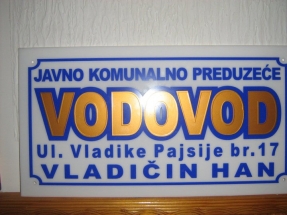 JAVNO KOMUNALNO PREDUZEĆE
VODOVOD
Ul. Vladike Pajsije br.17
VLADIČIN HAN